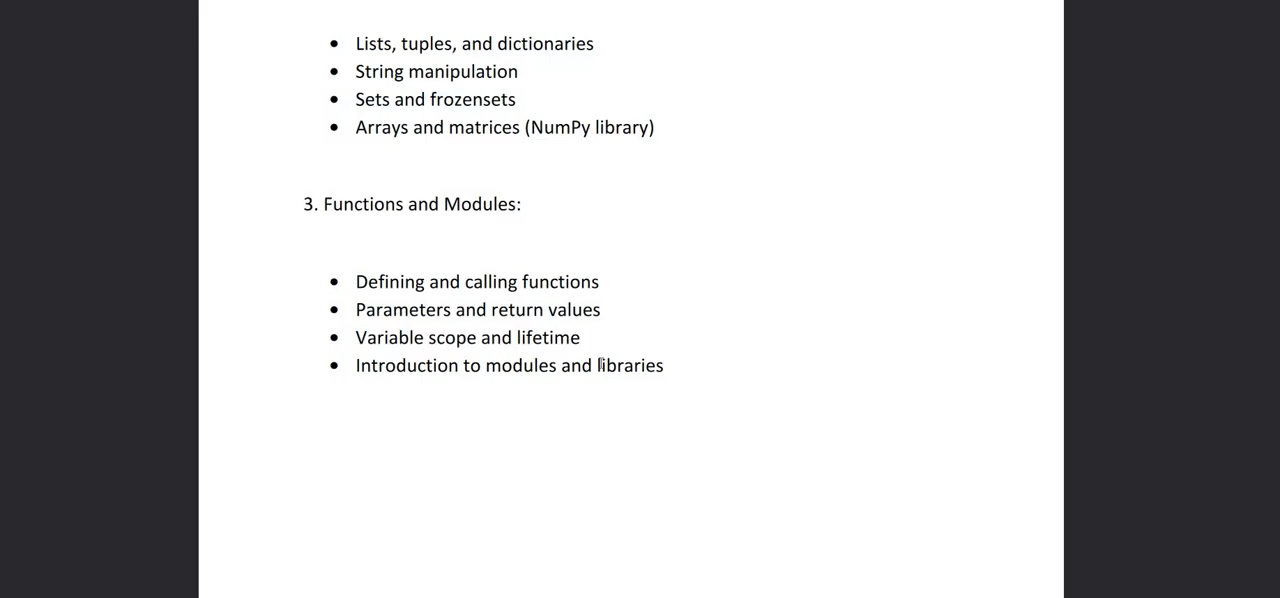 • Lists, tuples, and dictionaries
• String manipulation
• Sets and frozensets
• Arrays and matrices (NumPy library)
3. Functions and Modules:
• Defining and calling functions
• Parameters and return values
• Variable scope and lifetime
• Introduction to modules and libraries